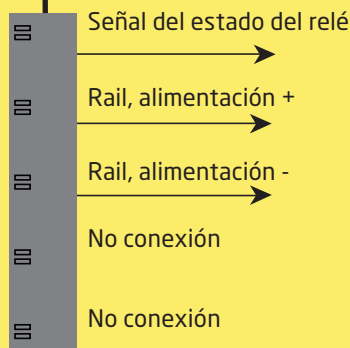 Señal del estado del relé
Rail, alimentación +
Rail, alimentación -
No conexión
No conexión